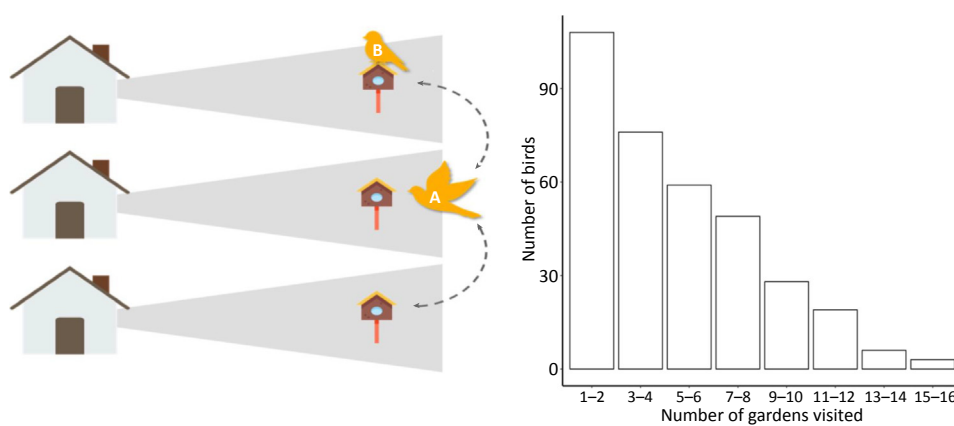 B
A
Number of birds
90
60
30
0
1–2 3–4 5–6 7–8 9–10 11–12 13–14 15–16
Number of gardens visited